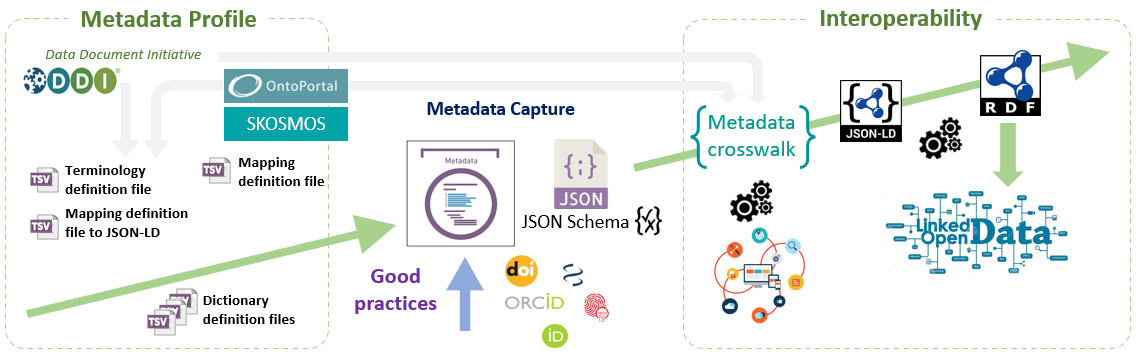 Metadata Profile
Data Document Initiative
DDI
OntoPortal
SKOSMOS
TSV
Terminology
definition file
TSV
Mapping
definition file
TSV
Mapping definition
file to JSON-LD
TSV
TSV
TSV
Dictionary
definition files
Metadata Capture
Metadata
{;}
JSON
JSON Schema
Good
practices
doi
ORCID
iD
Interoperability
Metadata
crosswalk
{ }
JSON-LD
RDF
Linked
Open
Data